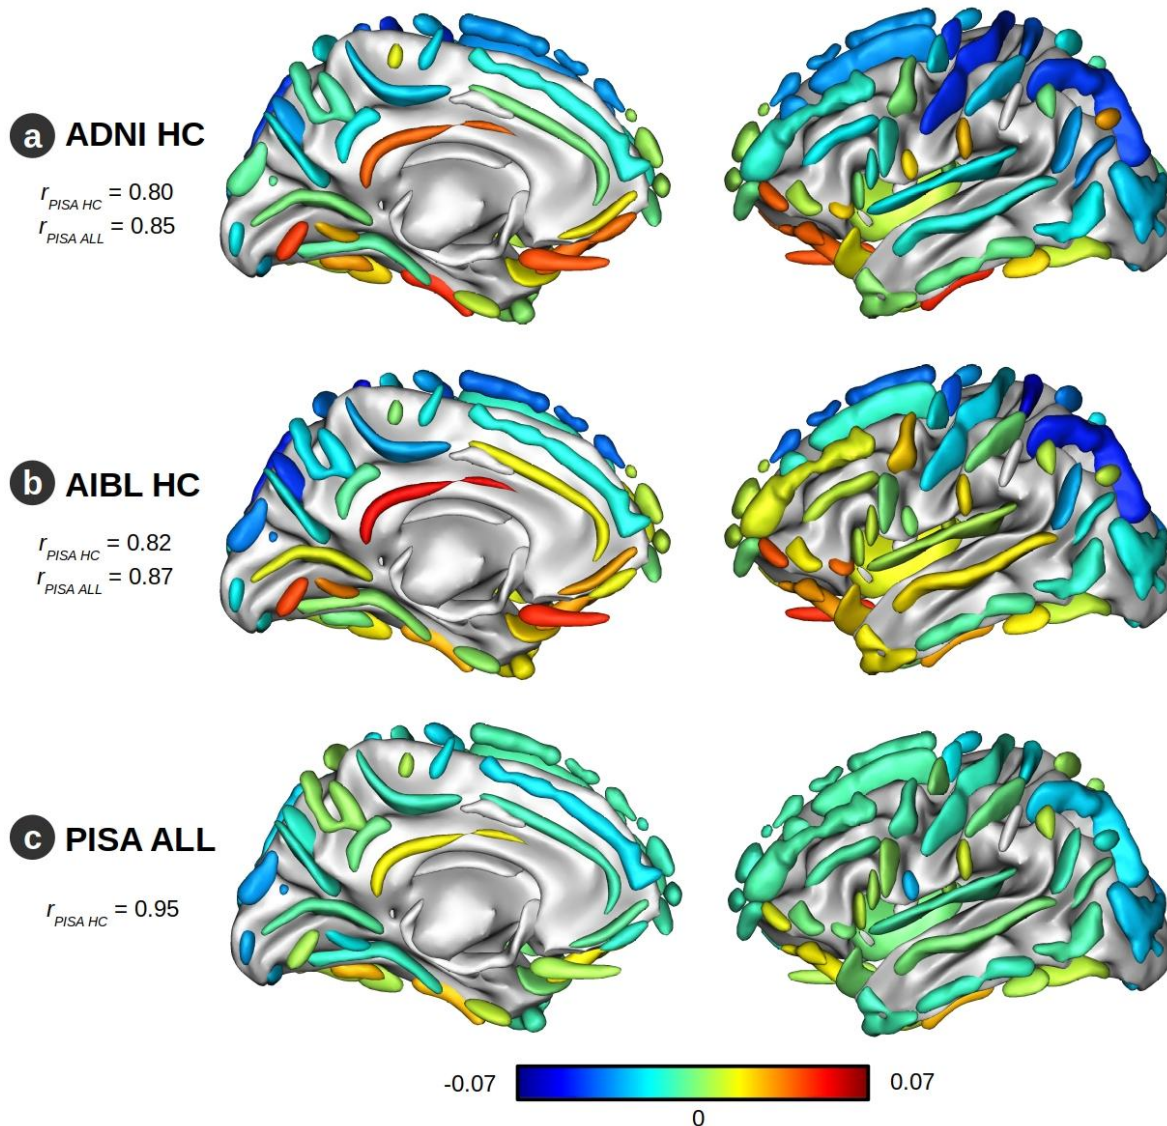 a ADNI HC
r PISA HC = 0.80
r PISA ALL = 0.85
b AIBL HC
r PISA HC = 0.82
r PISA ALL = 0.87
c PISA ALL
r PISA HC = 0.95
-0.07 0.07
0